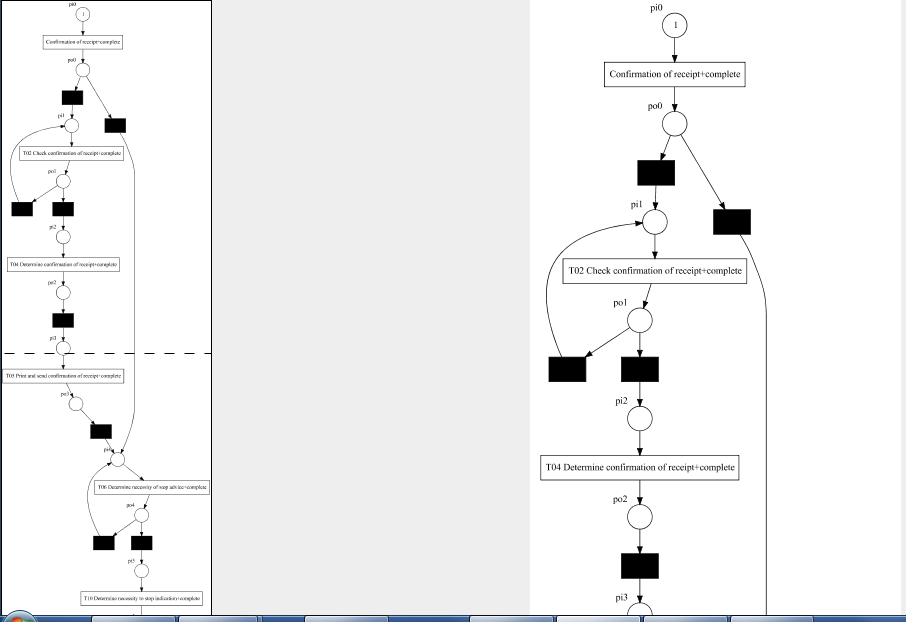 pi0
1
Confirmation of receipt+complete
po0
pi1
T02 Check confirmation of receipt+complete
po1
pi2
T04 Determine confirmation of receipt+complete
po2
pi3
T05 Print and send confirmation of receipt+complete
po3
T06 Determine necessity of stop advice+complete
po4
pi5
T10 Determine necessity to stop indication+complete
pi0
1
Confirmation of receipt+complete
po0
pi1
T02 Check confirmation of receipt+complete
po1
pi2
T04 Determine confirmation of receipt+complete
po2
pi3